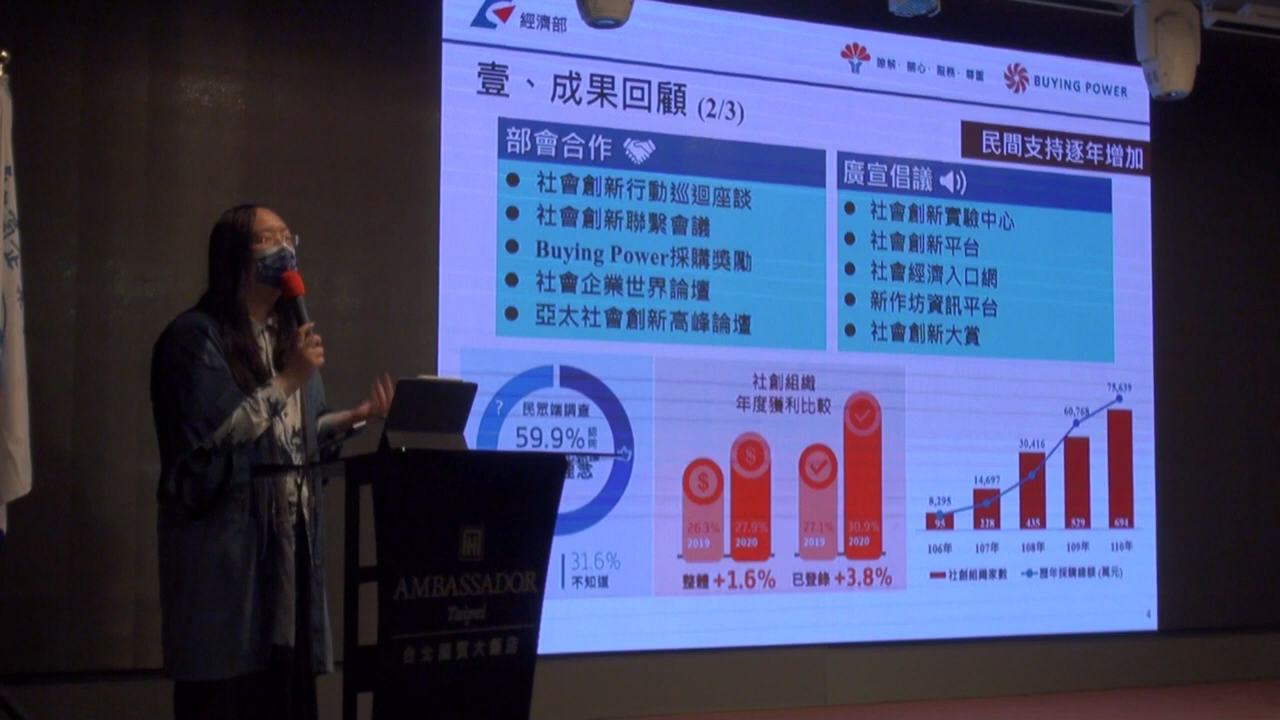 經濟部
瞭解·關心·服務·尊重
BUYING POWER
壹、成果回顧 (2/3)
民間支持逐年增加
部會合作
社會創新行動巡迴座談
社會創新聯繫會議
Buying Power採購獎勵
社會企業世界論壇
亞太社會創新高峰論壇
廣宣倡議
社會創新實驗中心
社會創新平台
社會經濟入口網
新作坊資訊平台
社會創新大賞
?
民眾端調查
59.9%
認同
理念
31.6%
不知道
社創組織
年度獲利比較
$ $
26.3% 27.9% 27.1% 30.9%
2019 2020 2019 2020
整體+1.6% 已登錄+3.8%
8,295 14,697 30,416 60,768 78,639
95 228 435 529 694
106年 107年 108年 109年 110年
社創組織家數 歷年採購總額(萬元)
4
AMBASSADOR
Taipei
台北國賓大飯店